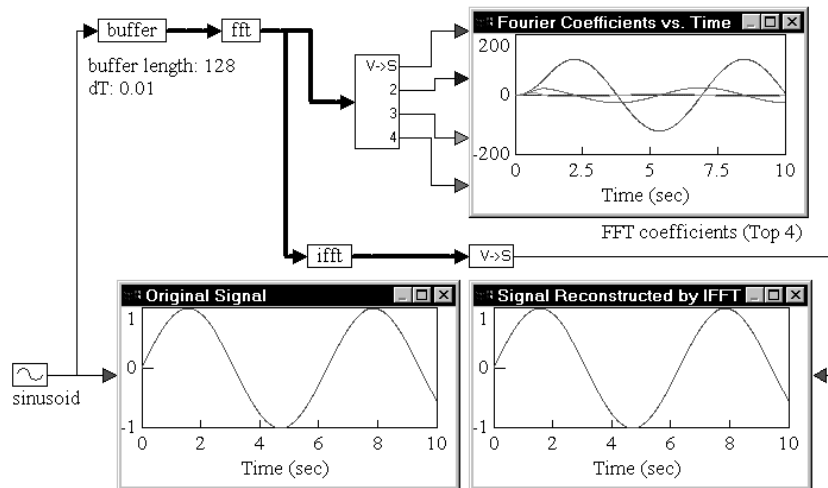 buffer
fft
buffer length: 128
dT: 0.01
V->S
2
3
4
Fourier Coefficients vs. Time
200
0
-200
0 2.5 5 7.5 10
Time (sec)
FFT coefficients (Top 4)
ifft
V->S
Original Signal
1
0
-1
0 2 4 6 8 10
Time (sec)
Signal Reconstructed by IFFT
1
0
-1
0 2 4 6 8 10
Time (sec)
sinusoid